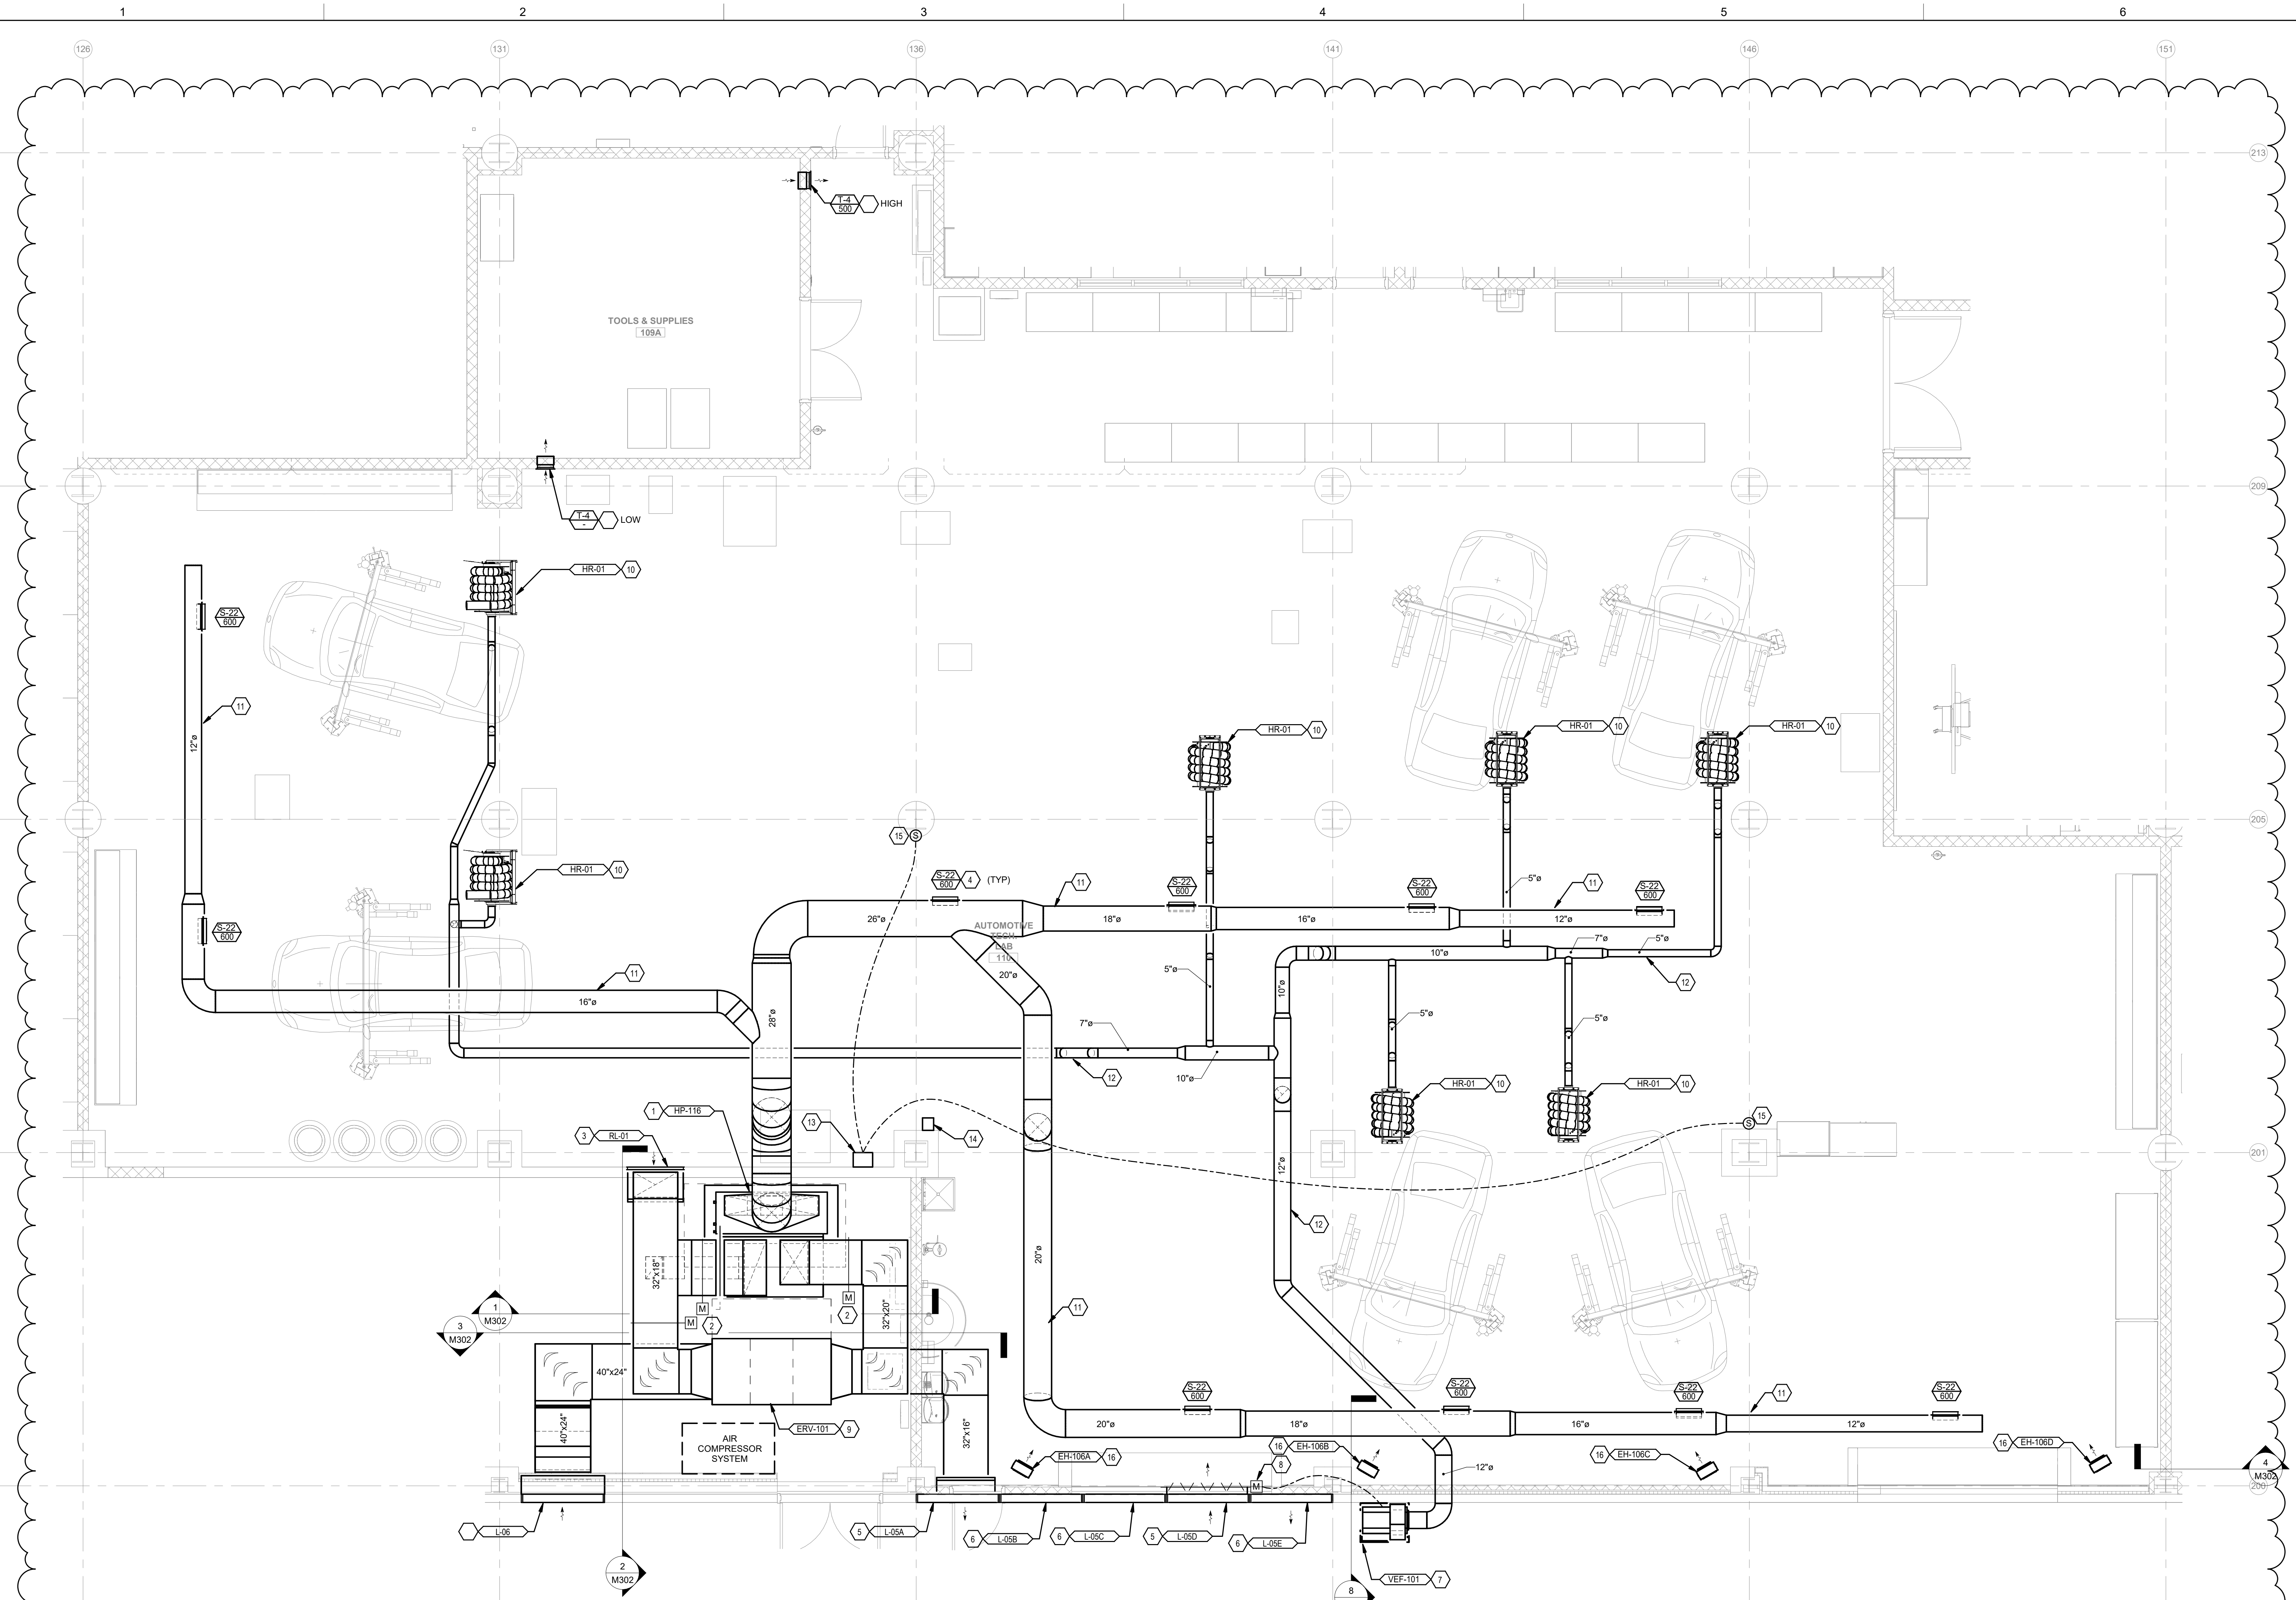 1 2 3 4 5 6
126 131 136 141 146 151
213
T-4
500
HIGH
TOOLS & SUPPLIES
109A
209
T-4
-
LOW
HR-01 10
S-22
600
11
12"ø
HR-01 10
HR-01 10
HR-01 10
205
15 S
HR-01 10
S-22
600
4 (TYP)
11
S-22
600
5"ø
S-22
600
11
S-22
600
S-22
600
26"ø
18"ø
16"ø
12"ø
AUTOMOTIVE
TECH.
LAB
110
7"ø
5"ø
10"ø
11
20"ø
5"ø
12
16"ø
10"ø
28"ø
7"ø
5"ø
5"ø
12
10"ø
HR-01 10
HR-01 10
1 HP-116
13
14
15 S
3 RL-01
201
12"ø
12
20"ø
32"x18"
M
2
M
2
M
32"x20"
1
M302
3
M302
11
40"x24"
40"x24"
32"x16"
S-22
600
S-22
600
S-22
600
S-22
600
11
20"ø
18"ø
16"ø
12"ø
ERV-101 9
AIR
COMPRESSOR
SYSTEM
EH-106A 16
16 EH-106B
8
M
12"ø
16 EH-106C
16 EH-106D
4
M302
200
L-06
5 L-05A
6 L-05B
6 L-05C
5 L-05D
6 L-05E
2
M302
VEF-101 7
8